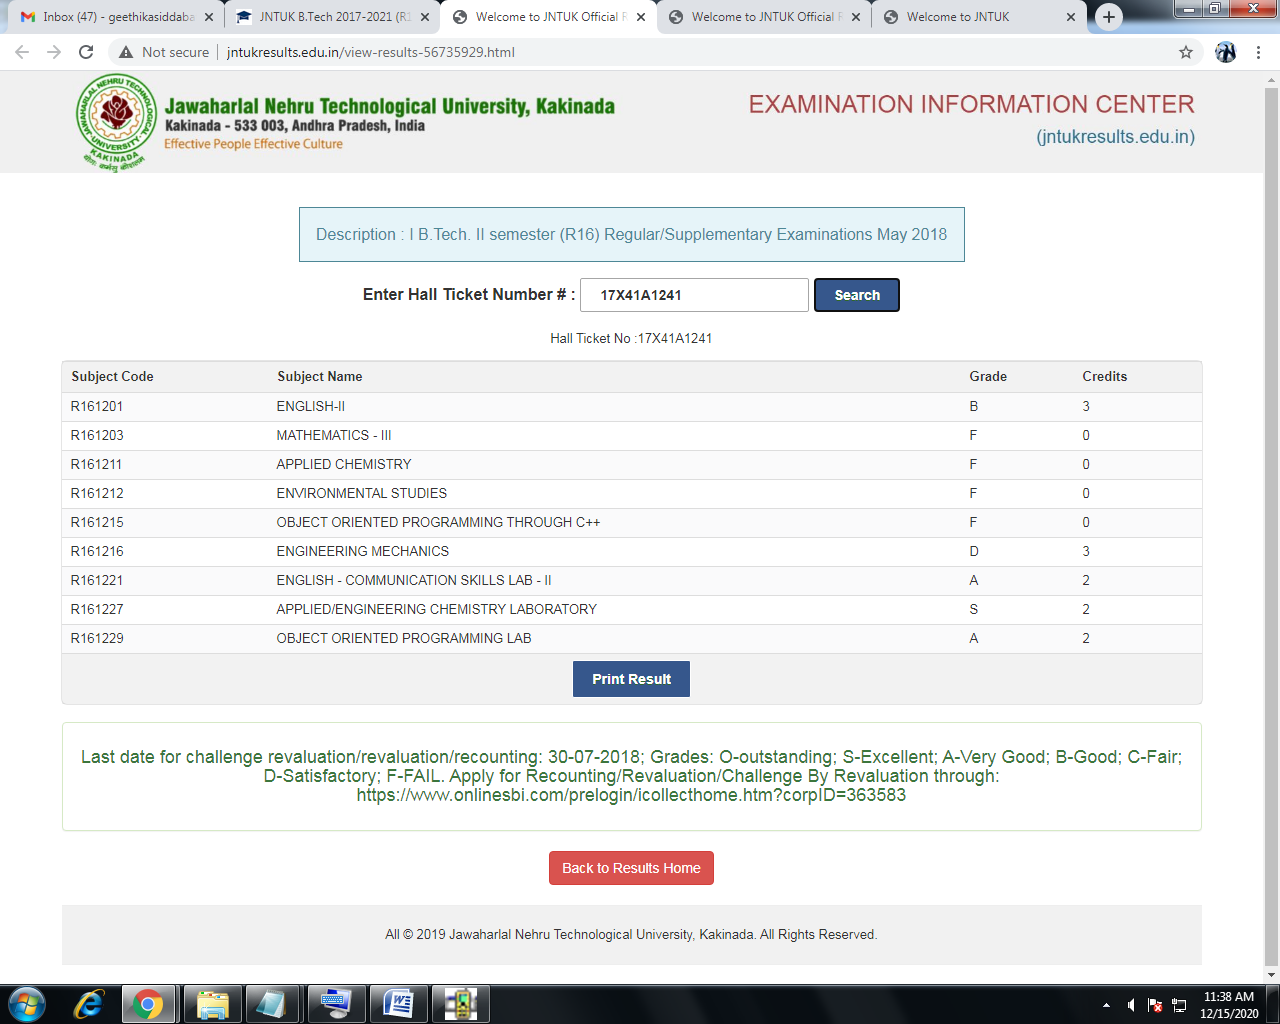 Inbox (47) - geethikasiddaba
JNTUK B.Tech 2017-2021 (R1
Welcome to JNTUK Official R
Welcome to JNTUK Official R
Welcome to JNTUK
Not secure
jntukresults.edu.in/view-results-56735929.html
JAWAHARLAL NEHRU TECHNOLOGICAL UNIVERSITY
KAKINADA
Jawaharlal Nehru Technological University, Kakinada
Kakinada - 533 003, Andhra Pradesh, India
Effective People Effective Culture
EXAMINATION INFORMATION CENTER
(jntukresults.edu.in)
Description : I B.Tech. II semester (R16) Regular/Supplementary Examinations May 2018
Enter Hall Ticket Number # : 17X41A1241 Search
Hall Ticket No :17X41A1241
Subject Code Subject Name Grade Credits
R161201 ENGLISH-II B 3
R161203 MATHEMATICS - III F 0
R161211 APPLIED CHEMISTRY F 0
R161212 ENVIRONMENTAL STUDIES F 0
R161215 OBJECT ORIENTED PROGRAMMING THROUGH C++ F 0
R161216 ENGINEERING MECHANICS D 3
R161221 ENGLISH - COMMUNICATION SKILLS LAB - II A 2
R161227 APPLIED/ENGINEERING CHEMISTRY LABORATORY S 2
R161229 OBJECT ORIENTED PROGRAMMING LAB A 2
Print Result
Last date for challenge revaluation/revaluation/recounting: 30-07-2018; Grades: O-outstanding; S-Excellent; A-Very Good; B-Good; C-Fair;
D-Satisfactory; F-FAIL. Apply for Recounting/Revaluation/Challenge By Revaluation through:
https://www.onlinesbi.com/prelogin/icollecthome.htm?corpID=363583
Back to Results Home
All © 2019 Jawaharlal Nehru Technological University, Kakinada. All Rights Reserved.
11:38 AM
12/15/2020